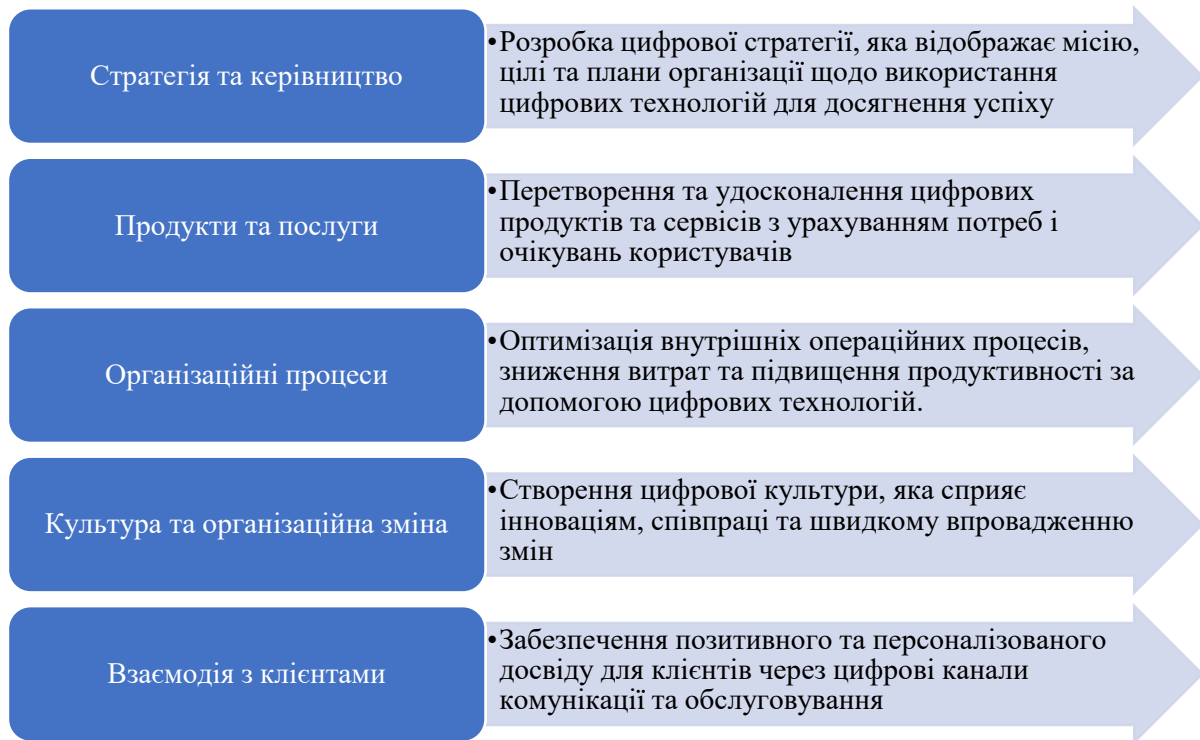 Стратегія та керівництво
•Розробка цифрової стратегії, яка відображає місію,
цілі та плани організації щодо використання
цифрових технологій для досягнення успіху
Продукти та послуги
•Перетворення та удосконалення цифрових
продуктів та сервісів з урахуванням потреб і
очікувань користувачів
Організаційні процеси
•Оптимізація внутрішніх операційних процесів,
зниження витрат та підвищення продуктивності за
допомогою цифрових технологій.
Культура та організаційна зміна
•Створення цифрової культури, яка сприяє
інноваціям, співпраці та швидкому впровадженню
змін
Взаємодія з клієнтами
•Забезпечення позитивного та персоналізованого
досвіду для клієнтів через цифрові канали
комунікації та обслуговування